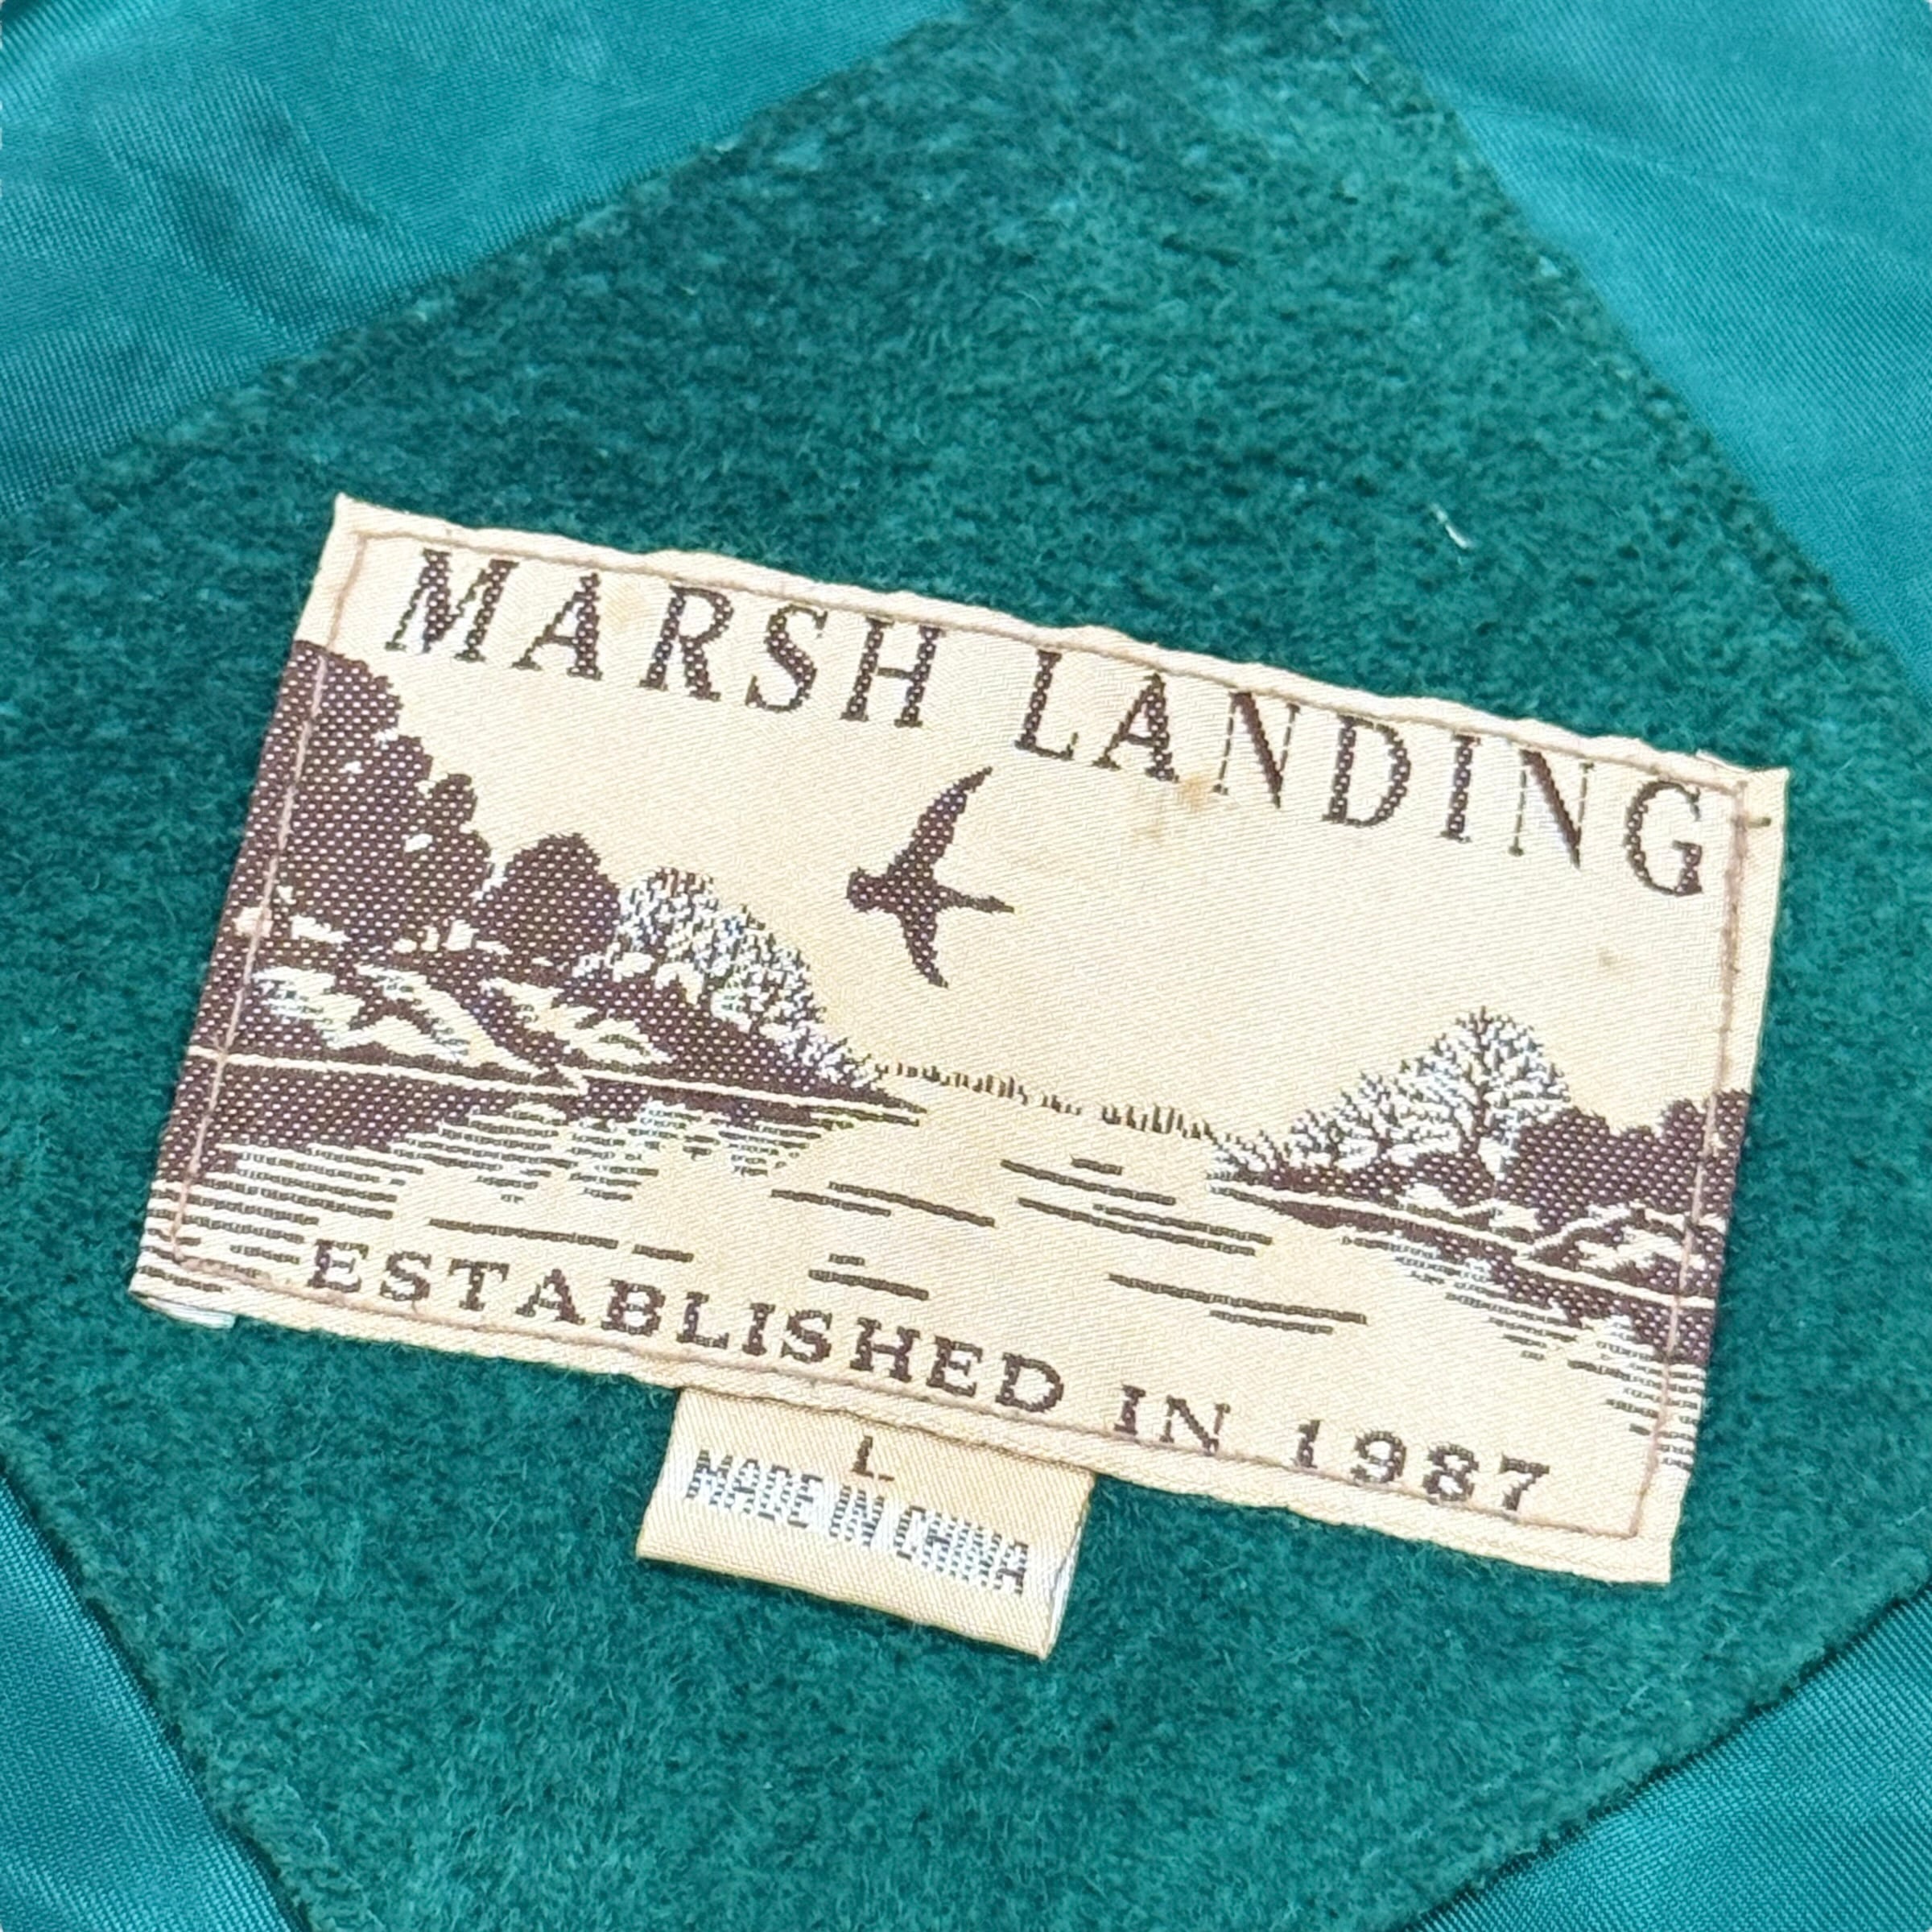 MARSH LANDING
ESTABLISHED IN 1987
L
MADE IN CHINA